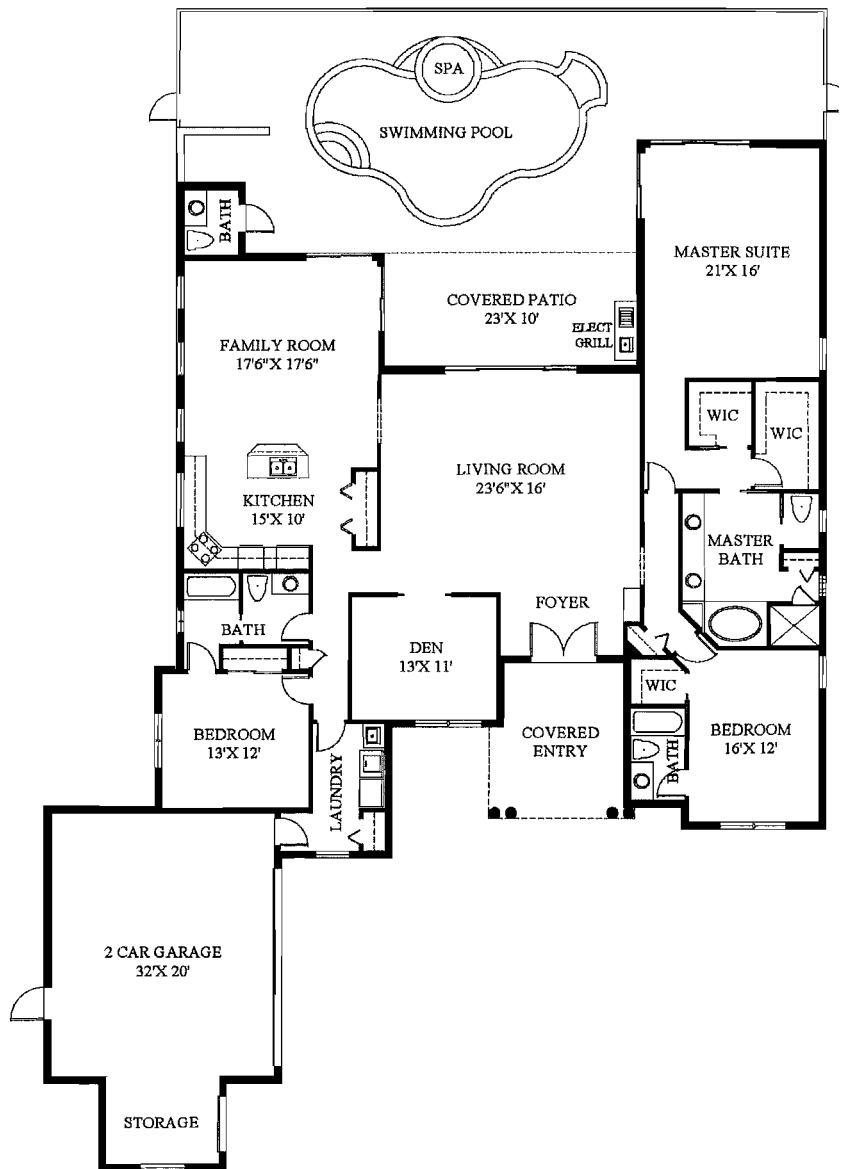 SPA
SWIMMING POOL
BATH
MASTER SUITE
21'X 16'
COVERED PATIO
23'X 10'
ELECT
GRILL
FAMILY ROOM
17'6"X 17'6"
WIC
WIC
LIVING ROOM
23'6"X 16'
KITCHEN
15'X 10'
MASTER
BATH
FOYER
BATH
DEN
13'X 11'
WIC
BEDROOM
13'X 12'
COVERED
ENTRY
BEDROOM
16'X 12'
BATH
LAUNDRY
2 CAR GARAGE
32'X 20'
STORAGE